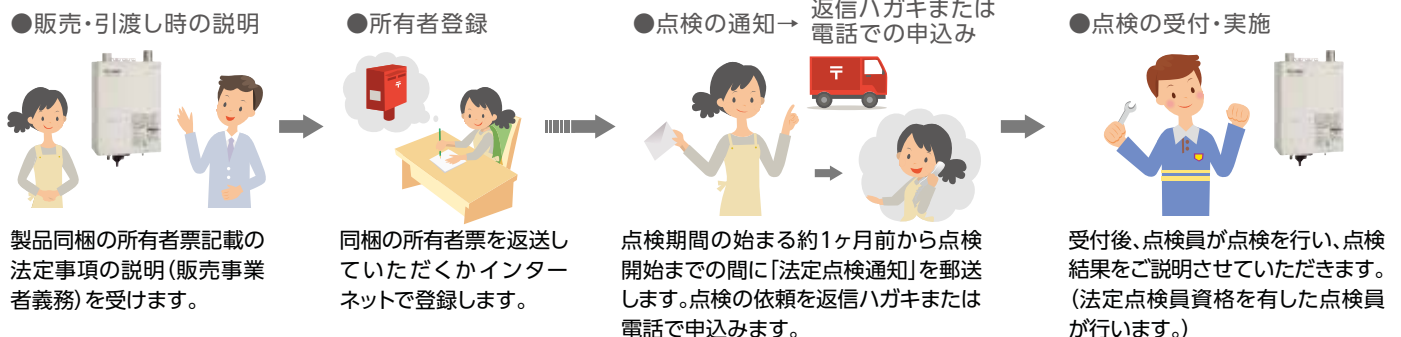 ●販売・引渡し時の説明
製品同梱の所有者票記載の
法定事項の説明(販売事業
者義務)を受けます。
●所有者登録
〒
同梱の所有者票を返送し
ていただくかインター
ネットで登録します。
●点検の通知→
返信ハガキまたは
電話での申込み
〒
点検期間の始まる約1ヶ月前から点検
開始までの間に「法定点検通知」を郵送
します。点検の依頼を返信ハガキまたは
電話で申込みます。
●点検の受付・実施
受付後、点検員が点検を行い、点検
結果をご説明させていただきます。
(法定点検員資格を有した点検員
が行います。)